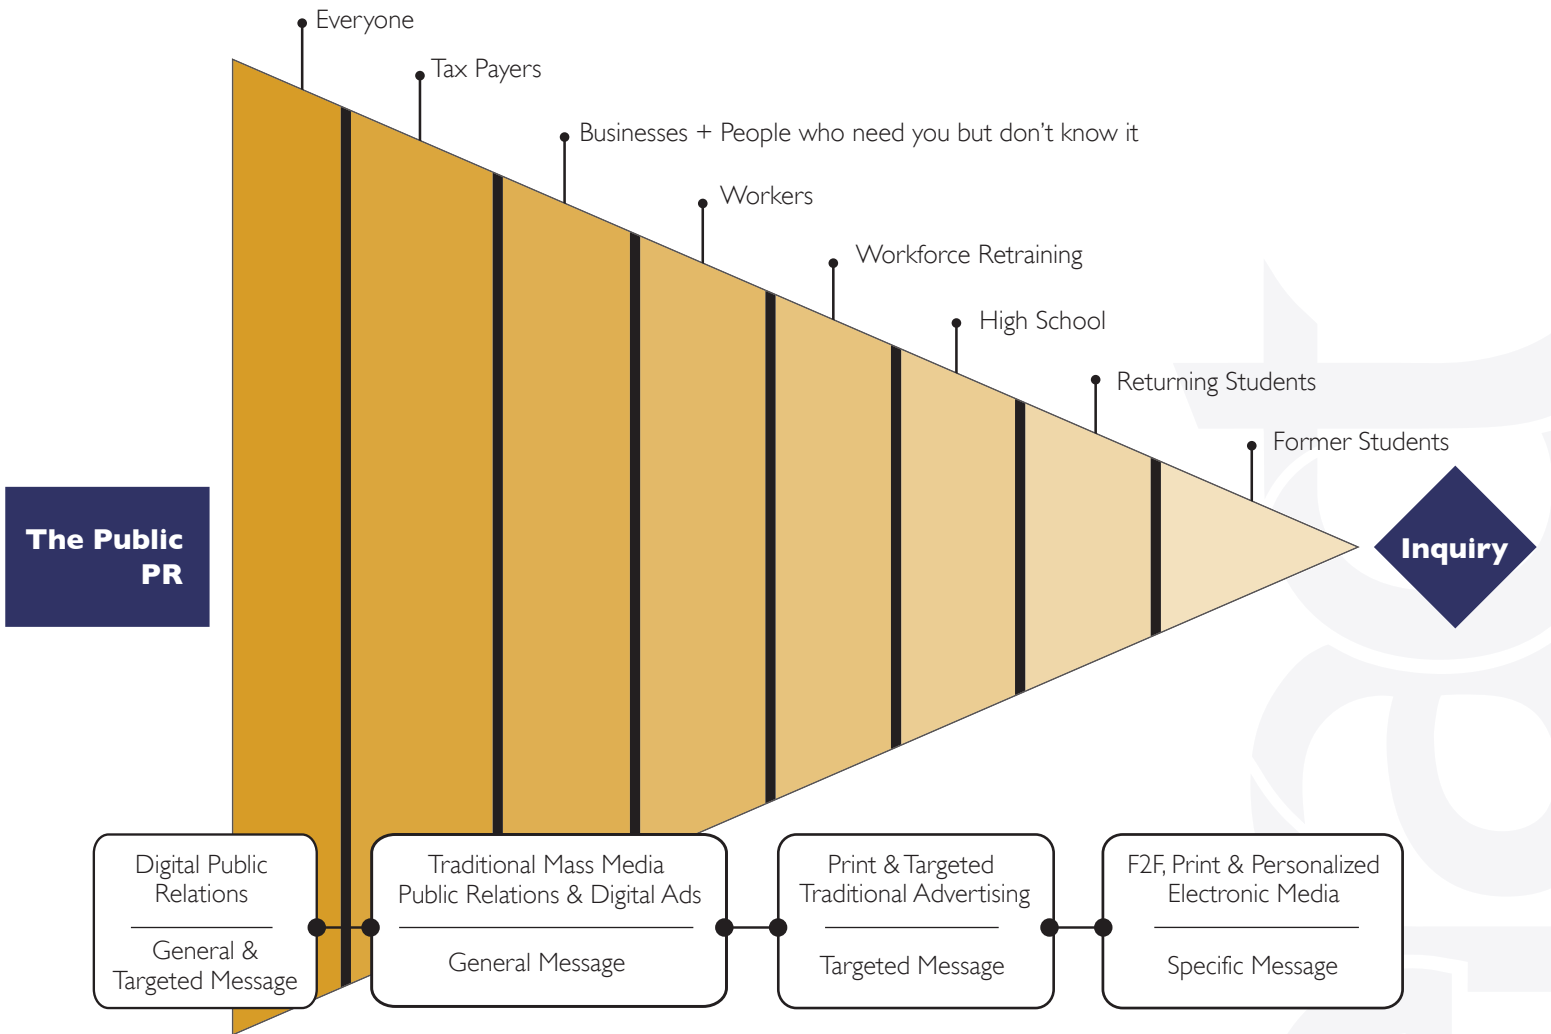 Everyone
Tax Payers
Businesses + People who need you but don’t know it
Workers
Workforce Retraining
High School
Returning Students
Former Students
The Public
PR
Inquiry
Digital Public
Relations
General &
Targeted Message
Traditional Mass Media
Public Relations & Digital Ads
General Message
Print & Targeted
Traditional Advertising
Targeted Message
F2F, Print & Personalized
Electronic Media
Specific Message